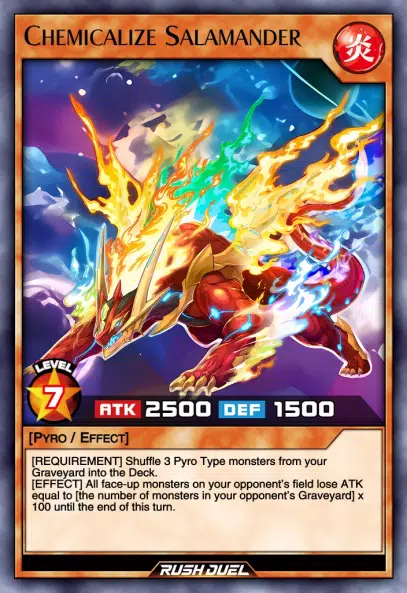 Chemicalize Salamander
炎
LEVEL
7
ATK 2500 DEF 1500
[Pyro / Effect]
[REQUIREMENT] Shuffle 3 Pyro Type monsters from your
Graveyard into the Deck.
[EFFECT] All face-up monsters on your opponent's field lose ATK
equal to [the number of monsters in your opponent's Graveyard] x
100 until the end of this turn.
RUSH DUEL